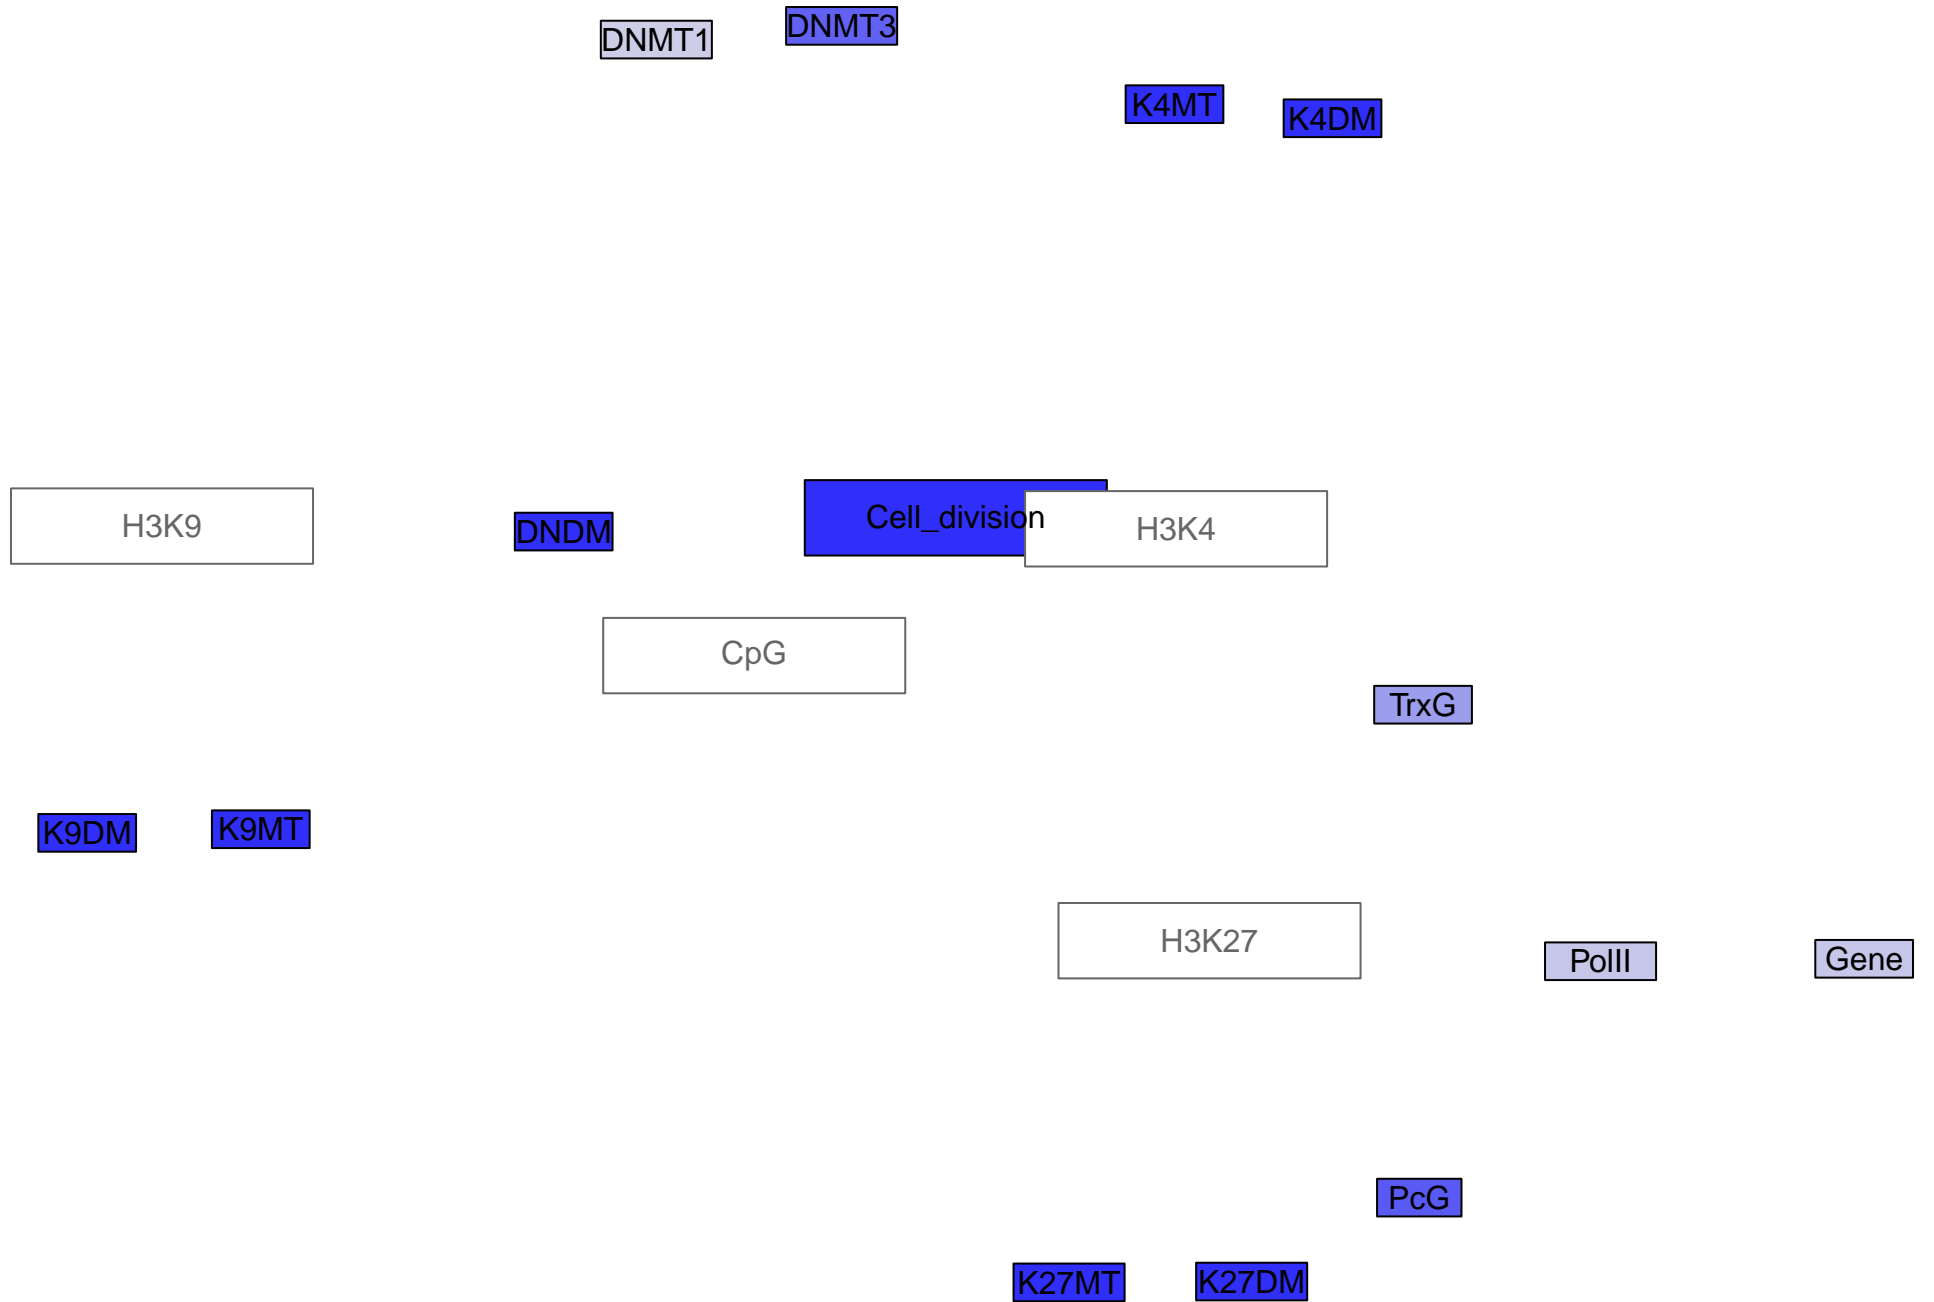 DNMT1
DNMT3
K4MT
K4DM
H3K9
DNDM
Cell_division
H3K4
CpG
TrxG
K9DM
K9MT
H3K27
PolII
Gene
PcG
K27MT
K27DM